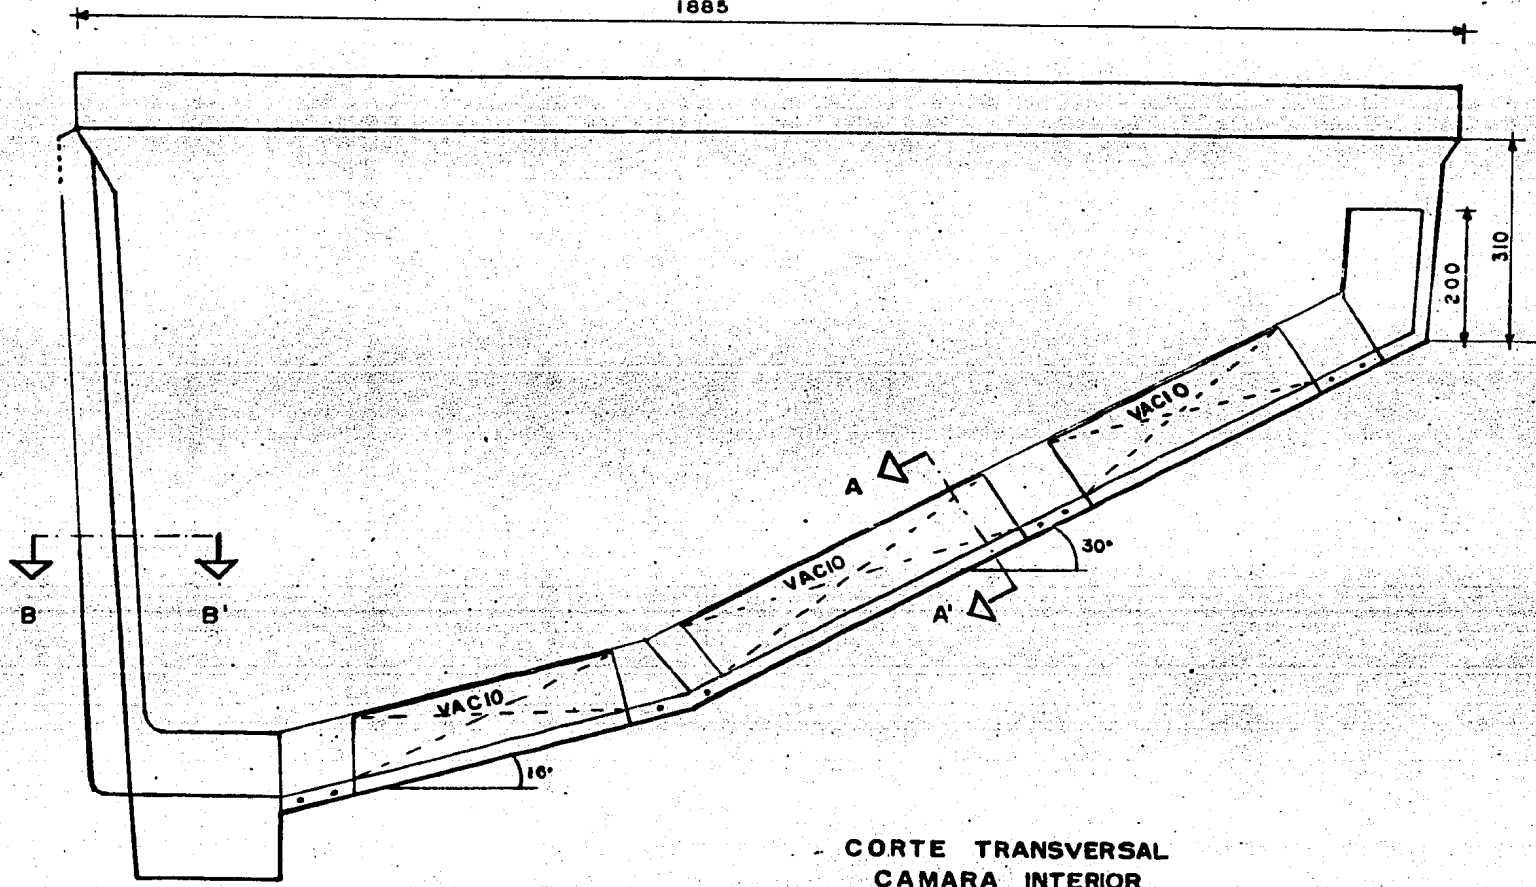 1885
310
200
VACIO
A
VACIO
30°
B
B'
A'
VACIO
16°
CORTE TRANSVERSAL
CAMARA INTERIOR